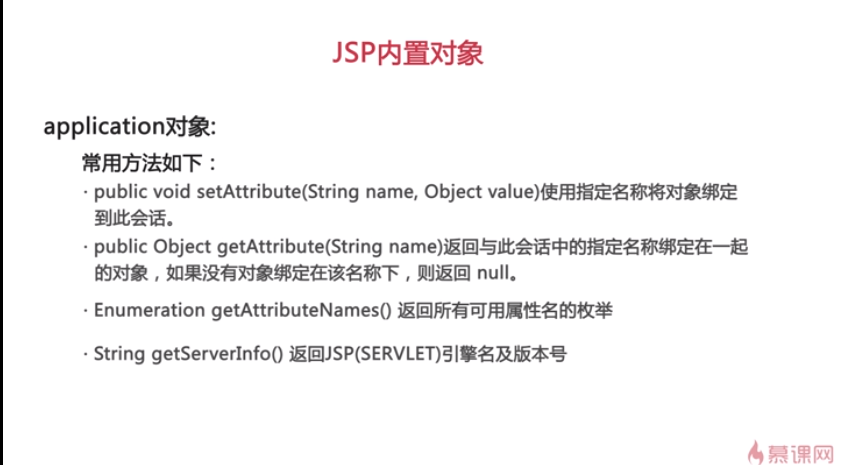 JSP内置对象
application对象:
常用方法如下：
· public void setAttribute(String name, Object value)使用指定名称将对象绑定
到此会话。
· public Object getAttribute(String name)返回与此会话中的指定名称绑定在一起
的对象，如果没有对象绑定在该名称下，则返回 null。
· Enumeration getAttributeNames() 返回所有可用属性名的枚举
· String getServerInfo() 返回JSP(SERVLET)引擎名及版本号
慕课网